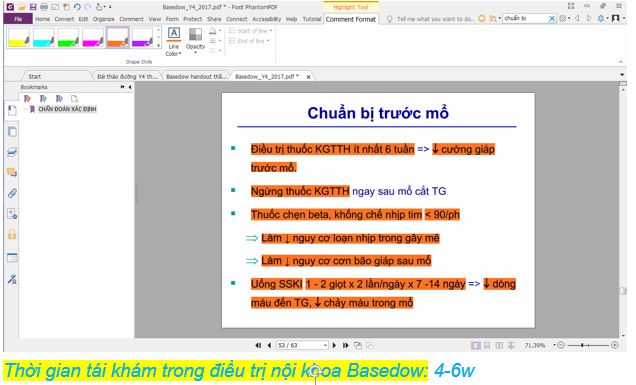 Text Edit
Basedow_Y4_2017.pdf * - Foxit PhantomPDF
Highlight Tool
File Home Convert Edit Organize Comment View Form Protect Share Connect Accessibility Help Tutorial Comment Format
Tell me what you want to do...
chuẩn bị
Line Color
Opacity
Start of line
End of line
Shape Style
Start
Đái tháo đường Y4 th...
Basedow handout thầ...
Basedow_Y4_2017.pdf *
Bookmarks
CHẨN ĐOÁN XÁC ĐỊNH
Chuẩn bị trước mổ
Điều trị thuốc KGTTH ít nhất 6 tuần => ↓ cường giáp
trước mổ.
Ngừng thuốc KGTTH ngay sau mổ cắt TG
Thuốc chẹn beta, khống chế nhịp tim < 90/ph
⇒ Làm ↓ nguy cơ loạn nhịp trong gây mê
⇒ Làm ↓ nguy cơ cơn bão giáp sau mổ
Uống SSKI 1 - 2 giọt x 2 lần/ngày x 7 -14 ngày => ↓ dòng
máu đến TG, ↓ chảy máu trong mổ
53 / 63
71.39%
Thời gian tái khám trong điều trị nội khoa Basedow: 4-6w